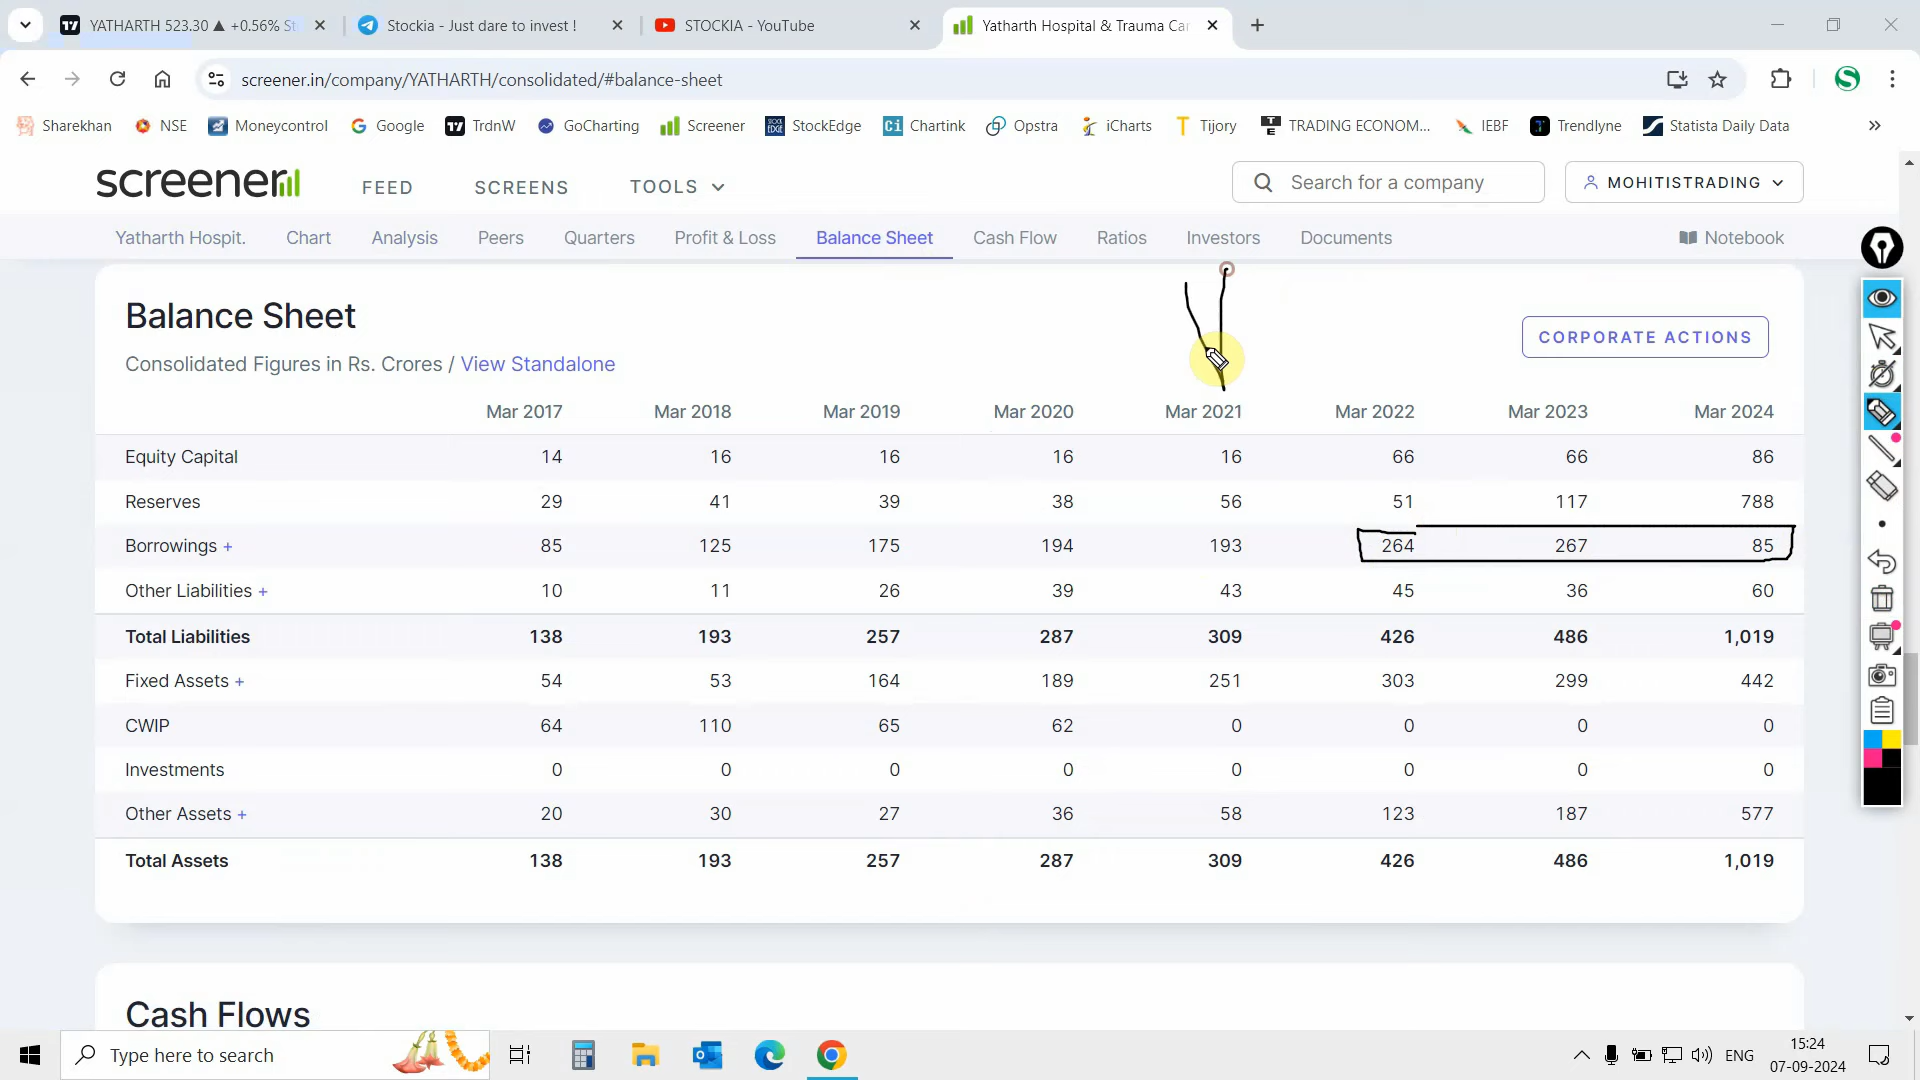 YATHARTH 523.30 ▲ +0.56% St
Stockia - Just dare to invest !
STOCKIA - YouTube
Yatharth Hospital & Trauma Car
screener.in/company/YATHARTH/consolidated/#balance-sheet
Sharekhan NSE Moneycontrol Google TrdnW GoCharting Screener StockEdge Chartink Opstra iCharts Tijory TRADING ECONOM... IEBF Trendlyne Statista Daily Data »
screener FEED SCREENS TOOLS Search for a company MOHITISTRADING
Yatharth Hospit. Chart Analysis Peers Quarters Profit & Loss Balance Sheet Cash Flow Ratios Investors Documents Notebook
Balance Sheet
CORPORATE ACTIONS
Consolidated Figures in Rs. Crores / View Standalone
Mar 2017 Mar 2018 Mar 2019 Mar 2020 Mar 2021 Mar 2022 Mar 2023 Mar 2024
Equity Capital 14 16 16 16 16 66 66 86
Reserves 29 41 39 38 56 51 117 788
Borrowings + 85 125 175 194 193 264 267 85
Other Liabilities + 10 11 26 39 43 45 36 60
Total Liabilities 138 193 257 287 309 426 486 1,019
Fixed Assets + 54 53 164 189 251 303 299 442
CWIP 64 110 65 62 0 0 0 0
Investments 0 0 0 0 0 0 0 0
Other Assets + 20 30 27 36 58 123 187 577
Total Assets 138 193 257 287 309 426 486 1,019
Cash Flows
Type here to search
ENG
15:24
07-09-2024